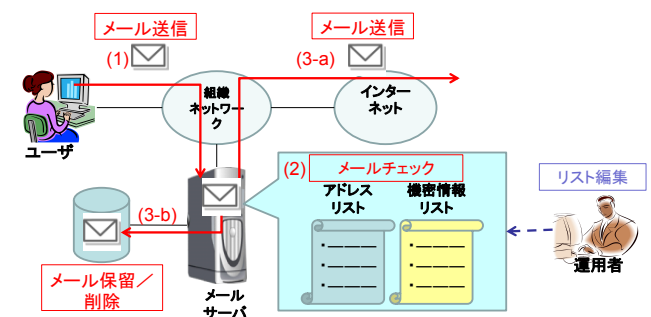 メール送信
メール送信
(1)
(3-a)
組織
ネットワー
ク
インター
ネット
ユーザ
(2)
メールチェック
アドレス
リスト
機密情報
リスト
リスト編集
(3-b)
運用者
メール保留／
削除
メール
サーバ